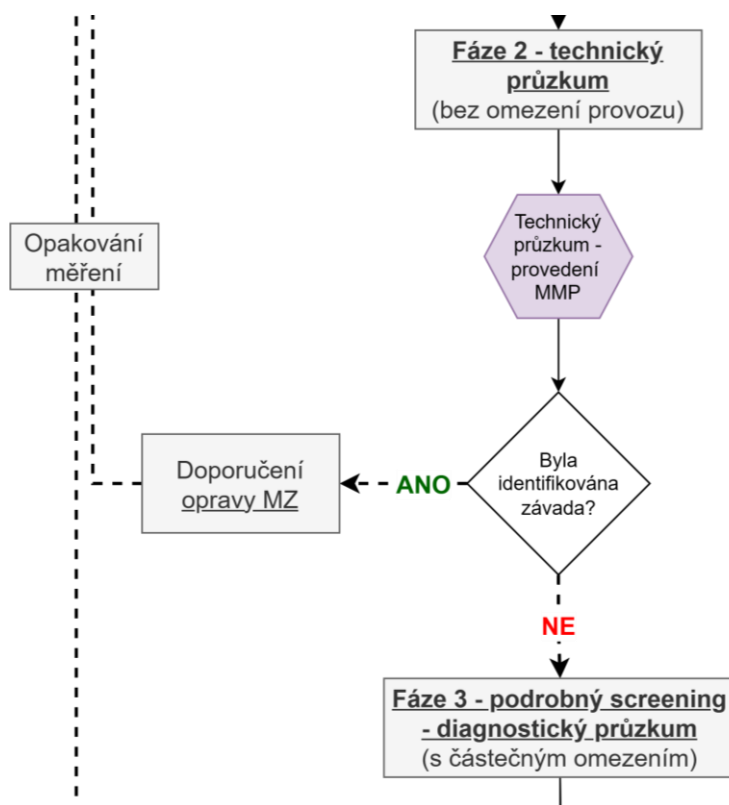 Fáze 2 - technický
průzkum
(bez omezení provozu)
Technický
průzkum -
provedení
MMP
Opakování
měření
Byla
identifikována
závada?
ANO
Doporučení
opravy MZ
NE
Fáze 3 - podrobný screening
- diagnostický průzkum
(s částečným omezením)